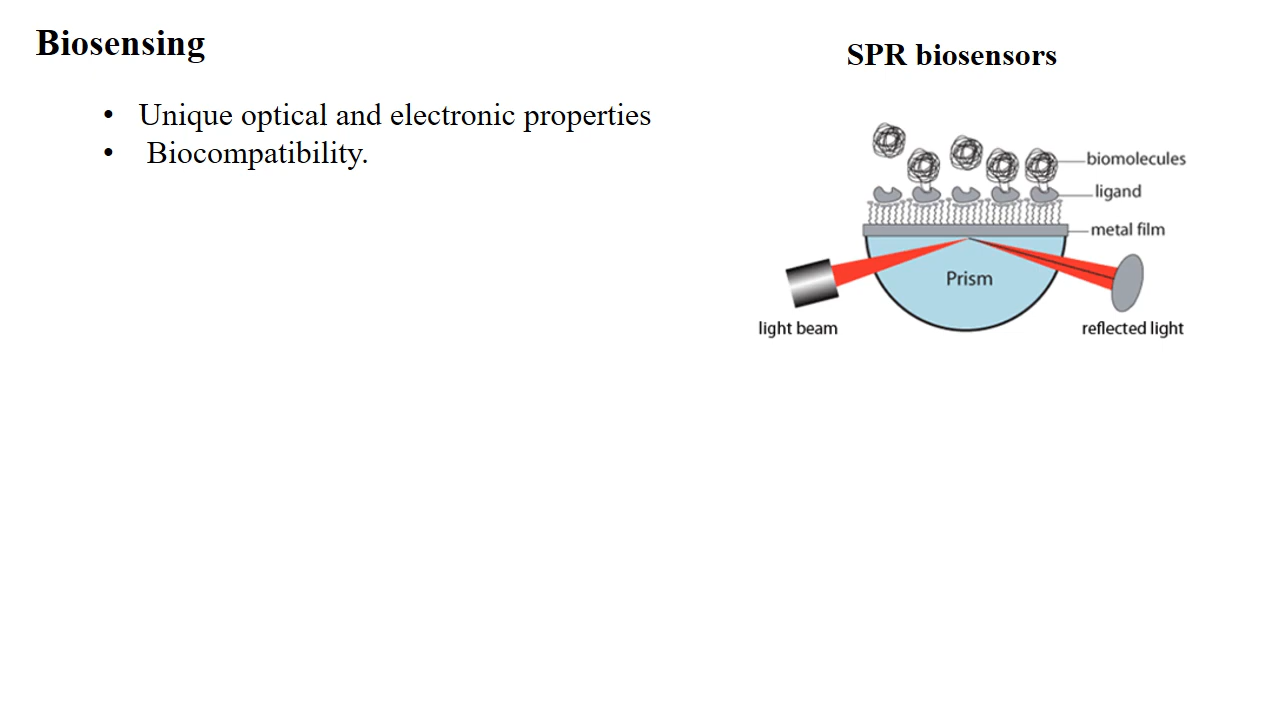 Biosensing
• Unique optical and electronic properties
• Biocompatibility.
SPR biosensors
biomolecules
ligand
metal film
Prism
light beam
reflected light